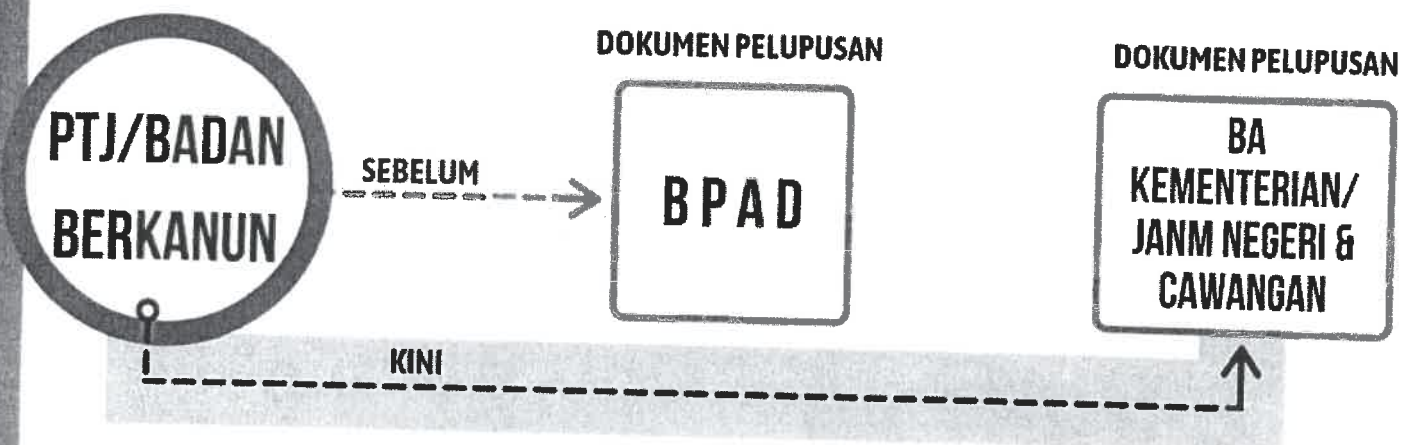 PTJ/BADAN
BERKANUN
SEBELUM
DOKUMEN PELUPUSAN
BPAD
DOKUMEN PELUPUSAN
BA
KEMENTERIAN/
JANM NEGERI &
CAWANGAN
KINI